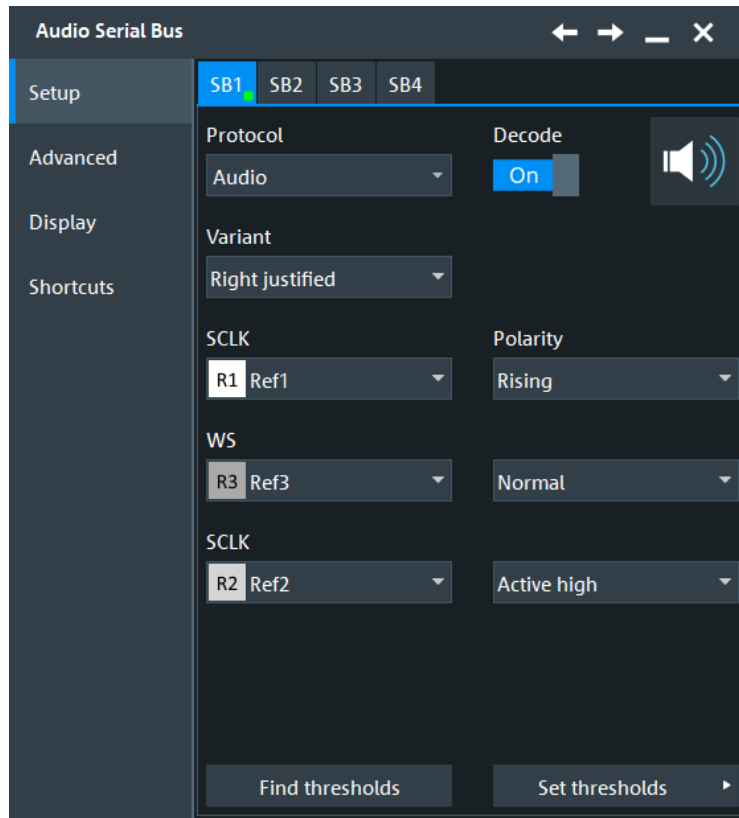 Audio Serial Bus
Setup
Advanced
Display
Shortcuts
SB1 SB2 SB3 SB4
Protocol Decode
Audio On
Variant
Right justified
SCLK Polarity
R1 Ref1 Rising
WS
R3 Ref3 Normal
SCLK
R2 Ref2 Active high
Find thresholds Set thresholds